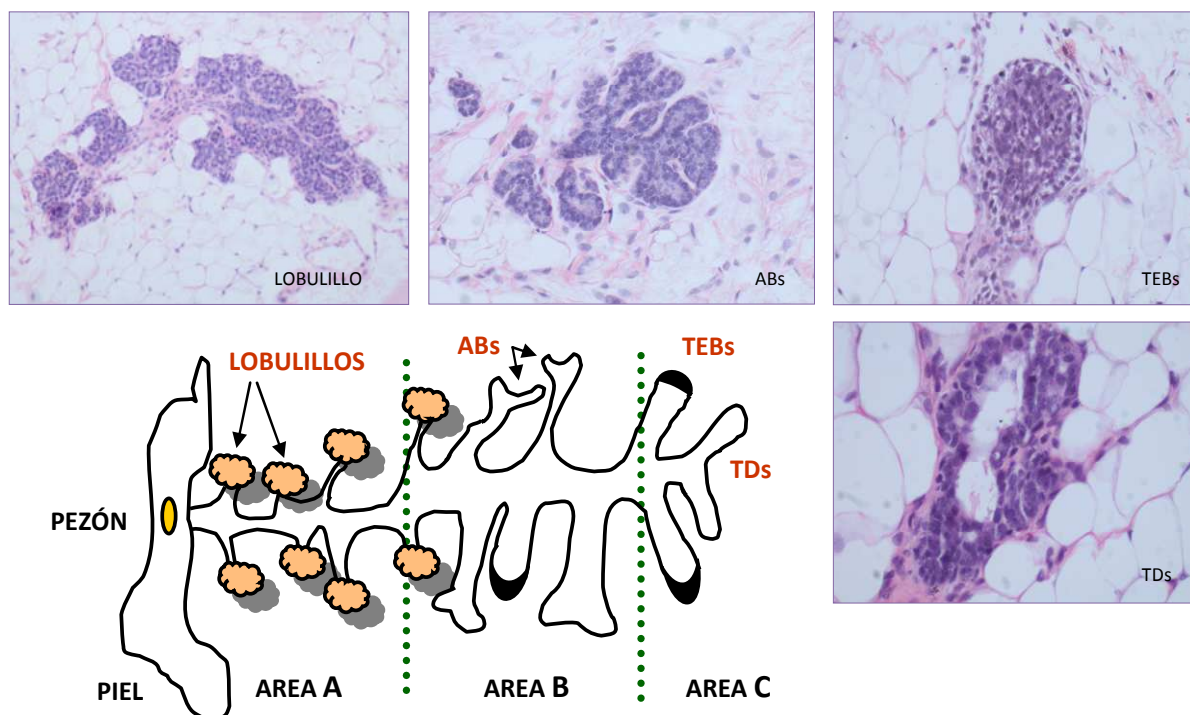 LOBULILLO
ABs
TEBs
LOBULILLOS
ABs
TEBs
TDs
PEZÓN
TDs
PIEL
AREA A
AREA B
AREA C